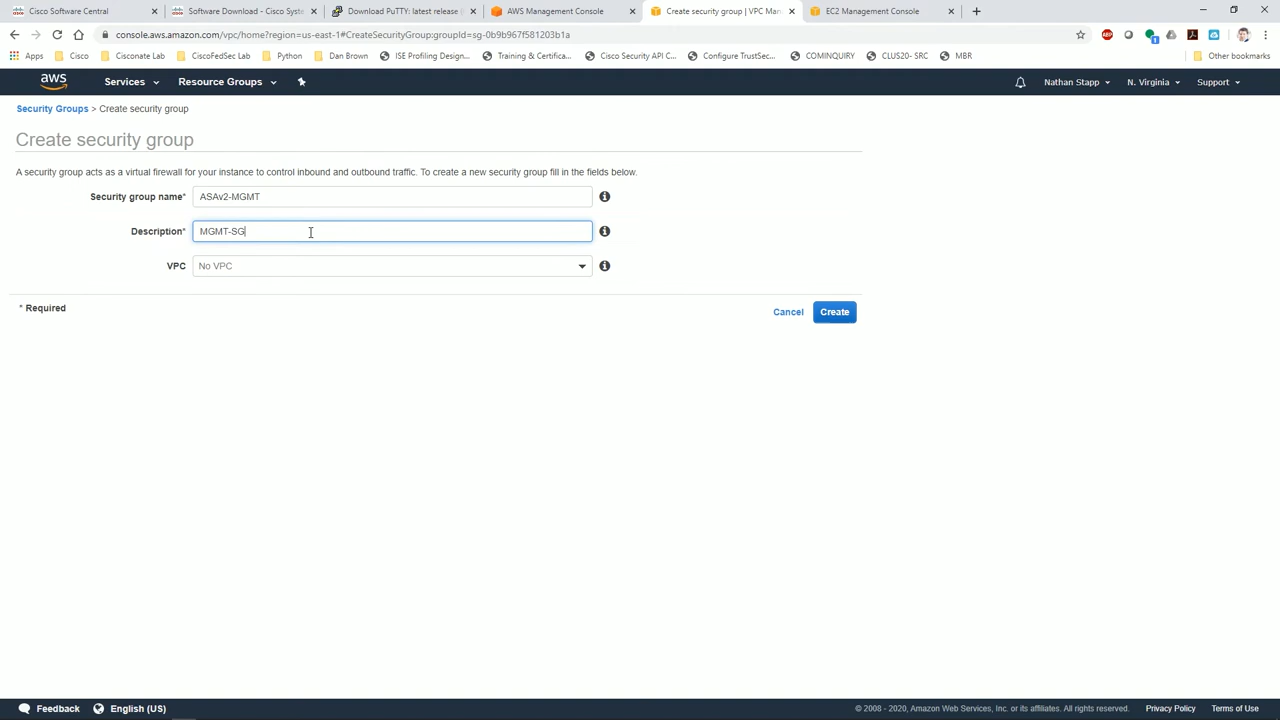 Cisco Software Central
Software Download - Cisco Syste
Download PuTTY: latest release
AWS Management Console
Create security group | VPC Man
EC2 Management Console
console.aws.amazon.com/vpc/home?region=us-east-1#CreateSecurityGroup:groupId=sg-0b9b967f581203b1a
Apps
Cisco
Cisconate Lab
CiscoFedSec Lab
Python
Dan Brown
ISE Profiling Design...
Training & Certifica...
Cisco Security API C...
Configure TrustSec...
COMINQUIRY
CLUS20- SRC
MBR
Other bookmarks
aws
Services
Resource Groups
Nathan Stapp
N. Virginia
Support
Security Groups > Create security group
Create security group
A security group acts as a virtual firewall for your instance to control inbound and outbound traffic. To create a new security group fill in the fields below.
Security group name*
ASAv2-MGMT
Description*
MGMT-SG
VPC
No VPC
* Required
Cancel
Create
Feedback
English (US)
© 2008 - 2020, Amazon Web Services, Inc. or its affiliates. All rights reserved.
Privacy Policy
Terms of Use